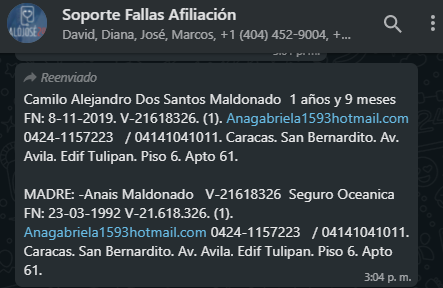 Soporte Fallas Afiliación
David, Diana, José, Marcos, +1 (404) 452-9004, +...
Reenviado
Camilo Alejandro Dos Santos Maldonado 1 años y 9 meses
FN: 8-11-2019. V-21618326. (1). Anagabriela1593hotmail.com
0424-1157223 / 04141041011. Caracas. San Bernardito. Av.
Avila. Edif Tulipan. Piso 6. Apto 61.
MADRE: -Anais Maldonado V-21618326 Seguro Oceanica
FN: 23-03-1992 V-21.618.326. (1).
Anagabriela1593hotmail.com 0424-1157223 / 04141041011.
Caracas. San Bernardito. Av. Avila. Edif Tulipan. Piso 6. Apto
61.
3:04 p. m.